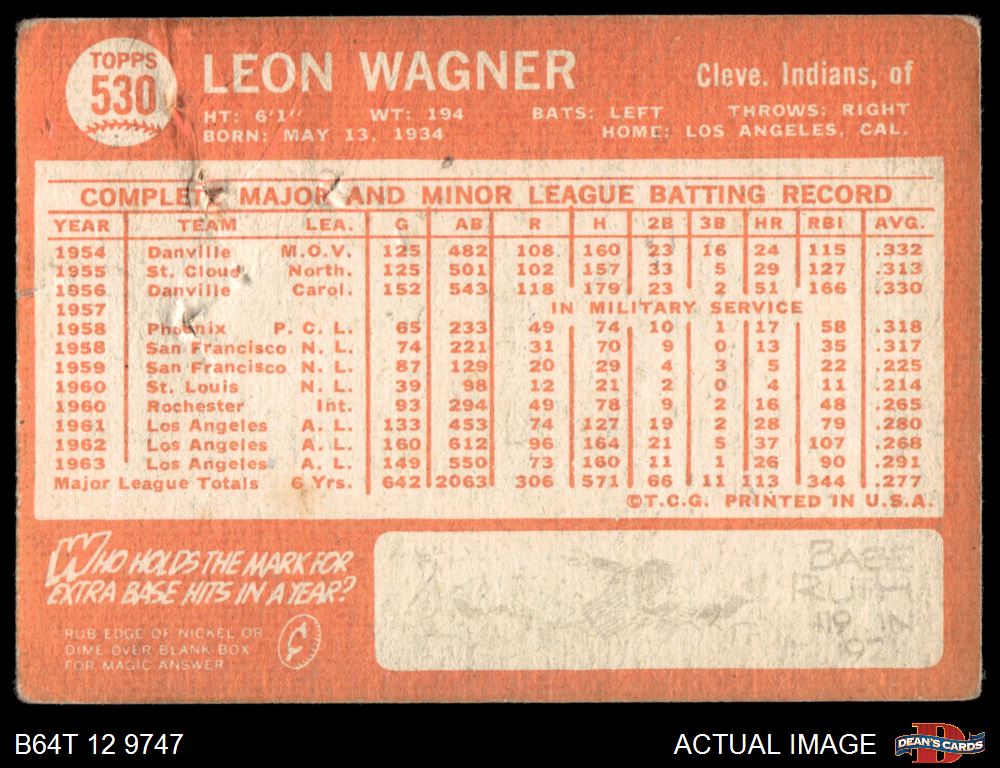 TOPPS
530
LEON WAGNER
Cleve. Indians, of
HT: 6'1" WT: 194 BATS: LEFT THROWS: RIGHT
BORN: MAY 13, 1934 HOME: LOS ANGELES, CAL.
COMPLETE MAJOR AND MINOR LEAGUE BATTING RECORD
YEAR TEAM LEA. G AB R H 2B 3B HR RBI AVG.
1954 Danville M.O.V. 125 482 108 160 23 16 24 115 .332
1955 St. Cloud North. 125 501 102 157 33 5 29 127 .313
1956 Danville Carol. 152 543 118 179 23 2 51 166 .330
1957 IN MILITARY SERVICE
1958 Phoenix P. C. L. 65 233 49 74 10 1 17 58 .318
1958 San Francisco N. L. 74 221 31 70 9 0 13 35 .317
1959 San Francisco N. L. 87 129 20 29 4 3 5 22 .225
1960 St. Louis N. L. 39 98 12 21 2 0 4 11 .214
1960 Rochester Int. 93 294 49 78 9 2 16 48 .265
1961 Los Angeles A. L. 133 453 74 127 19 2 28 79 .280
1962 Los Angeles A. L. 160 612 96 164 21 5 37 107 .268
1963 Los Angeles A. L. 149 550 73 160 11 1 26 90 .291
Major League Totals 6 Yrs. 642 2063 306 571 66 11 113 344 .277
©T.C.G. PRINTED IN U.S.A.
WHO HOLDS THE MARK FOR
EXTRA BASE HITS IN A YEAR?
RUB EDGE OF NICKEL OR
DIME OVER BLANK BOX
FOR MAGIC ANSWER
BABE
RUTH
119 IN
B64T 12 9747
ACTUAL IMAGE
DEAN'S CARDS